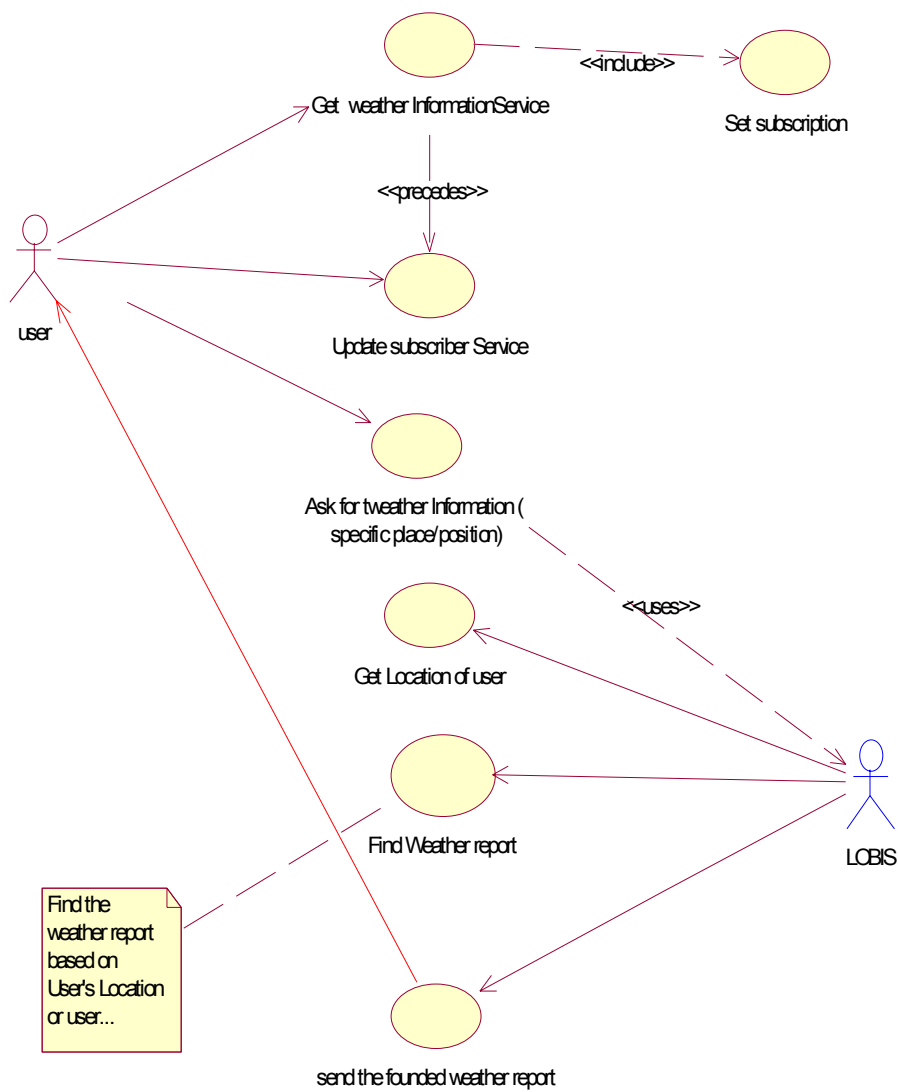 <<include>>
Get weather InformationService
Set subscription
<<precedes>>
user
Update subscriber Service
Ask for tweather Information (
specific place/position)
<<uses>>
Get Location of user
Find Weather report
LOBIS
Find the
weather report
based on
User's Location
or user...
send the founded weather report